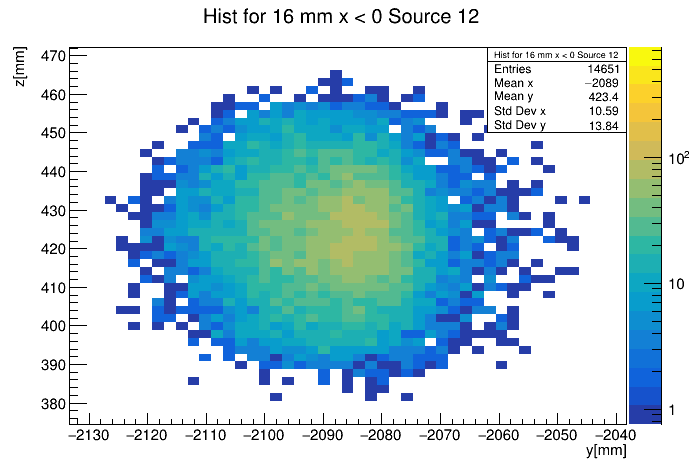 Hist for 16 mm x < 0 Source 12
z[mm]
470
460
450
440
430
420
410
400
390
380
Hist for 16 mm x < 0 Source 12
Entries 14651
Mean x −2089
Mean y 423.4
Std Dev x 10.59
Std Dev y 13.84
10²
10
1
−2130 −2120 −2110 −2100 −2090 −2080 −2070 −2060 −2050 −2040
y[mm]